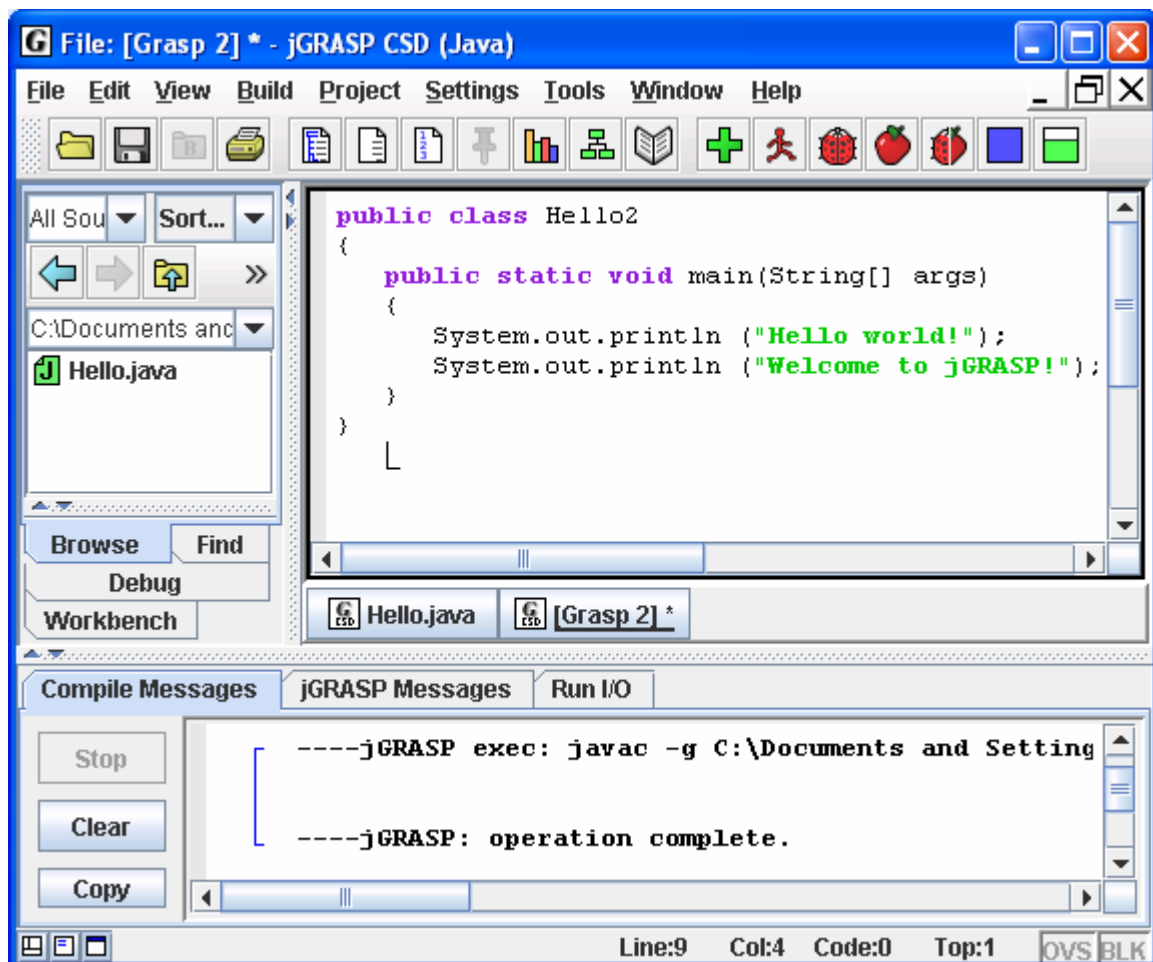 File: [Grasp 2] * - jGRASP CSD (Java)
File Edit View Build Project Settings Tools Window Help
All Sou Sort...
C:\Documents and
Hello.java
Browse Find
Debug
Workbench
public class Hello2
{
public static void main(String[] args)
{
System.out.println ("Hello world!");
System.out.println ("Welcome to jGRASP!");
}
}
Hello.java [Grasp 2] *
Compile Messages jGRASP Messages Run I/O
Stop
Clear
Copy
----jGRASP exec: javac -g C:\Documents and Setting
----jGRASP: operation complete.
Line:9 Col:4 Code:0 Top:1 OVS BLK